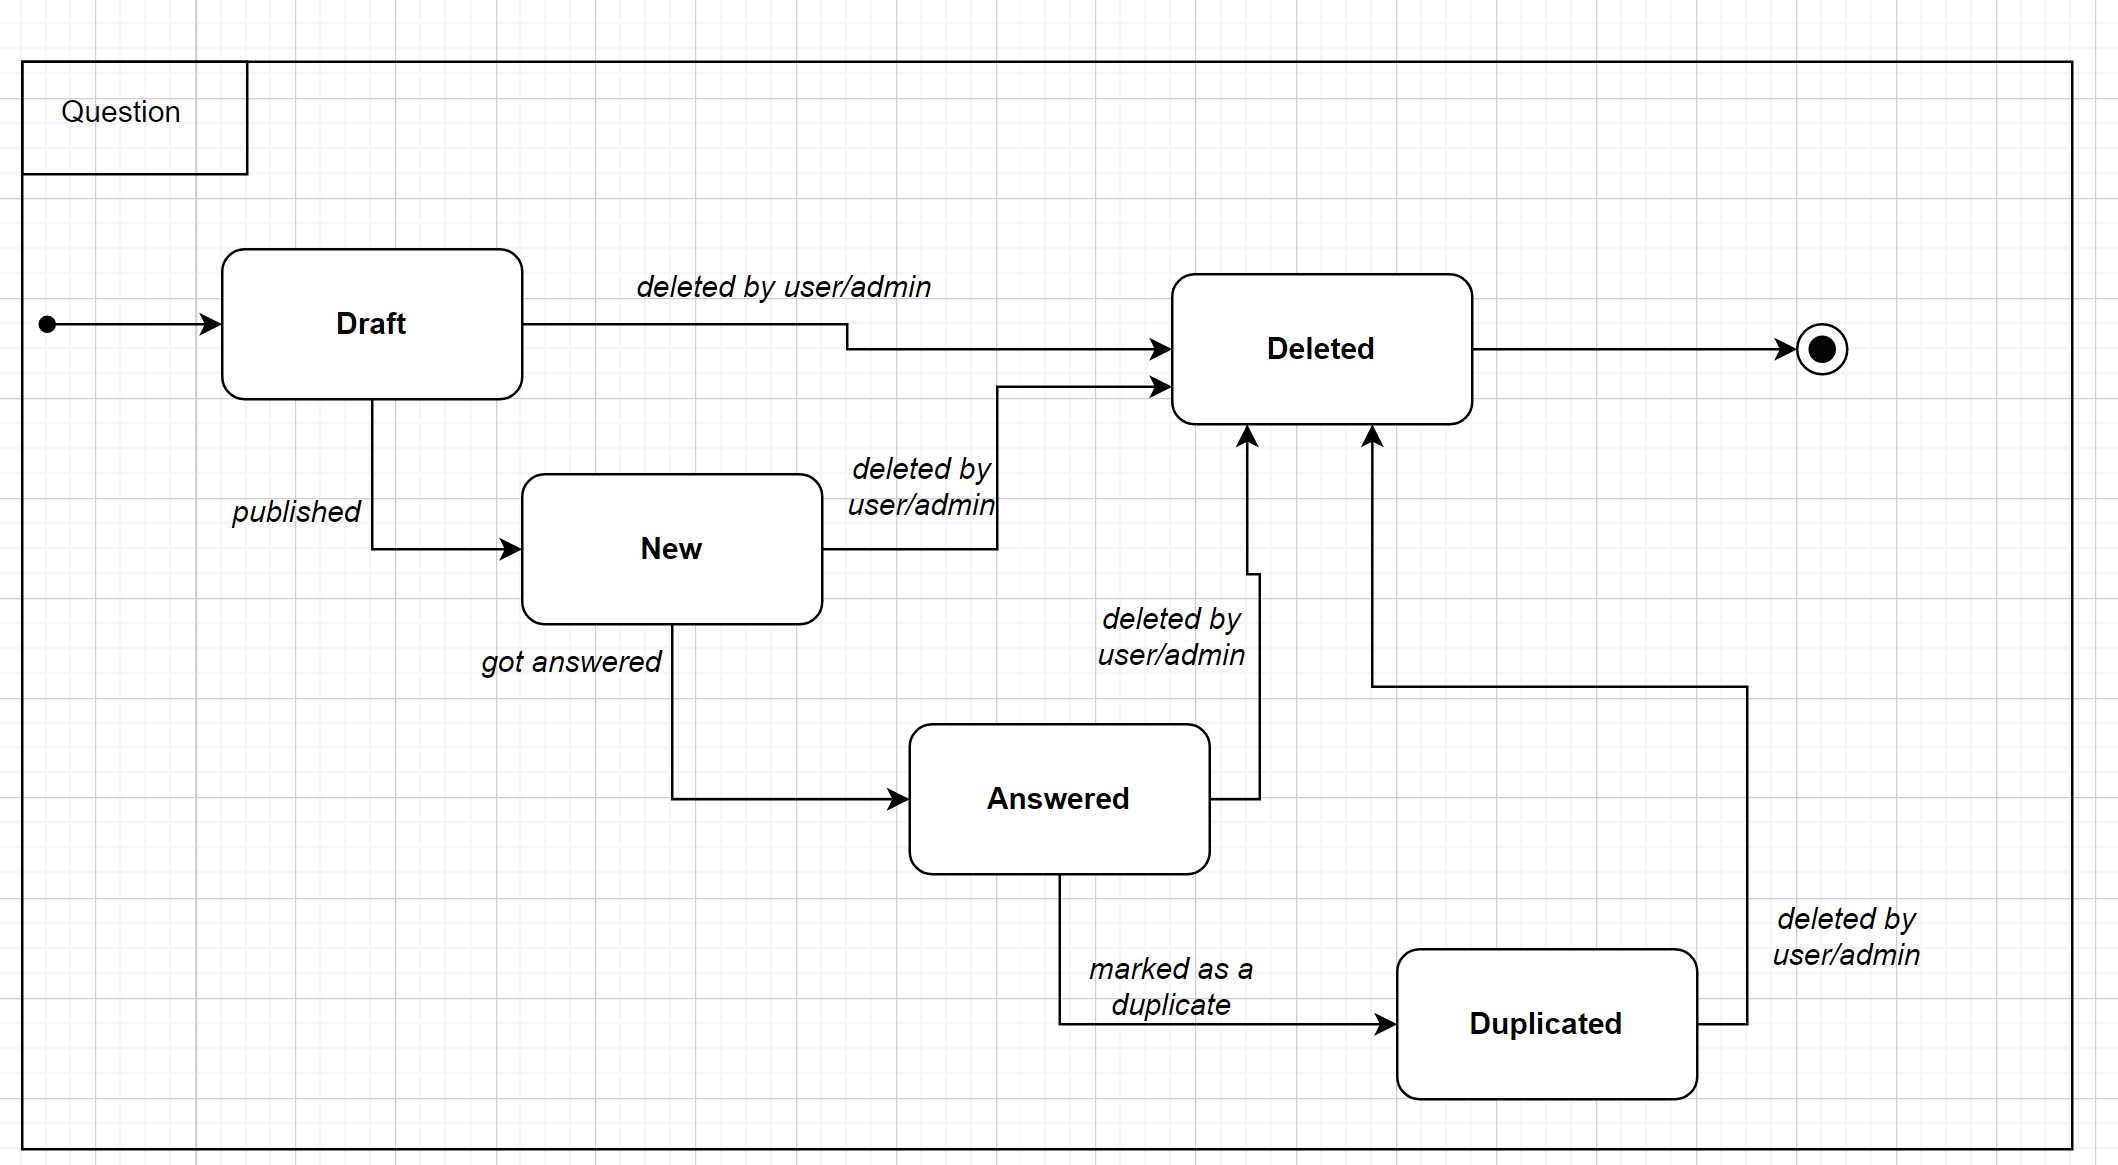 Question
Draft
deleted by user/admin
Deleted
published
New
deleted by
user/admin
got answered
deleted by
user/admin
Answered
marked as a
duplicate
Duplicated
deleted by
user/admin